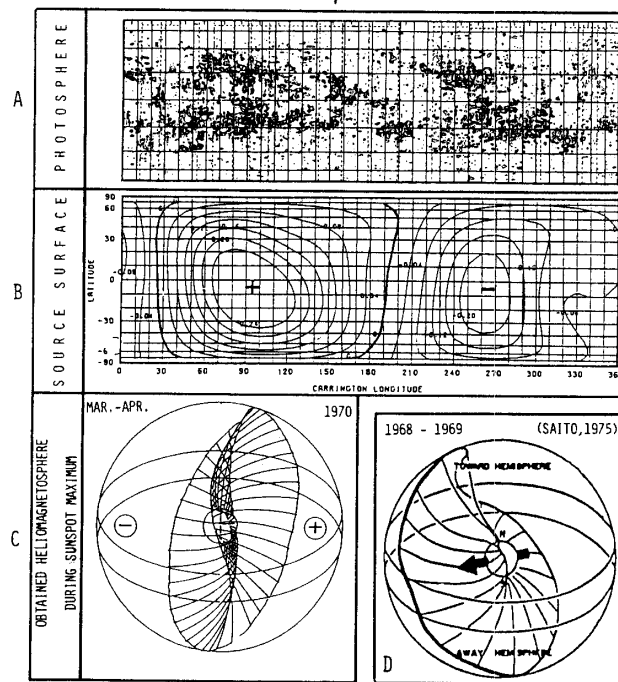 A
PHOTOSPHERE
B
SOURCE SURFACE
LATITUDE
90
60
30
0
-30
-60
-90
+
−
0 30 60 90 120 150 180 210 240 270 300 330 36
CARRINGTON LONGITUDE
C
OBTAINED HELIOMAGNETOSPHERE
DURING SUNSPOT MAXIMUM
MAR.-APR. 1970
− +
1968 - 1969 (SAITO,1975)
TOWARD HEMISPHERE
N
AWAY HEMISPHERE
D